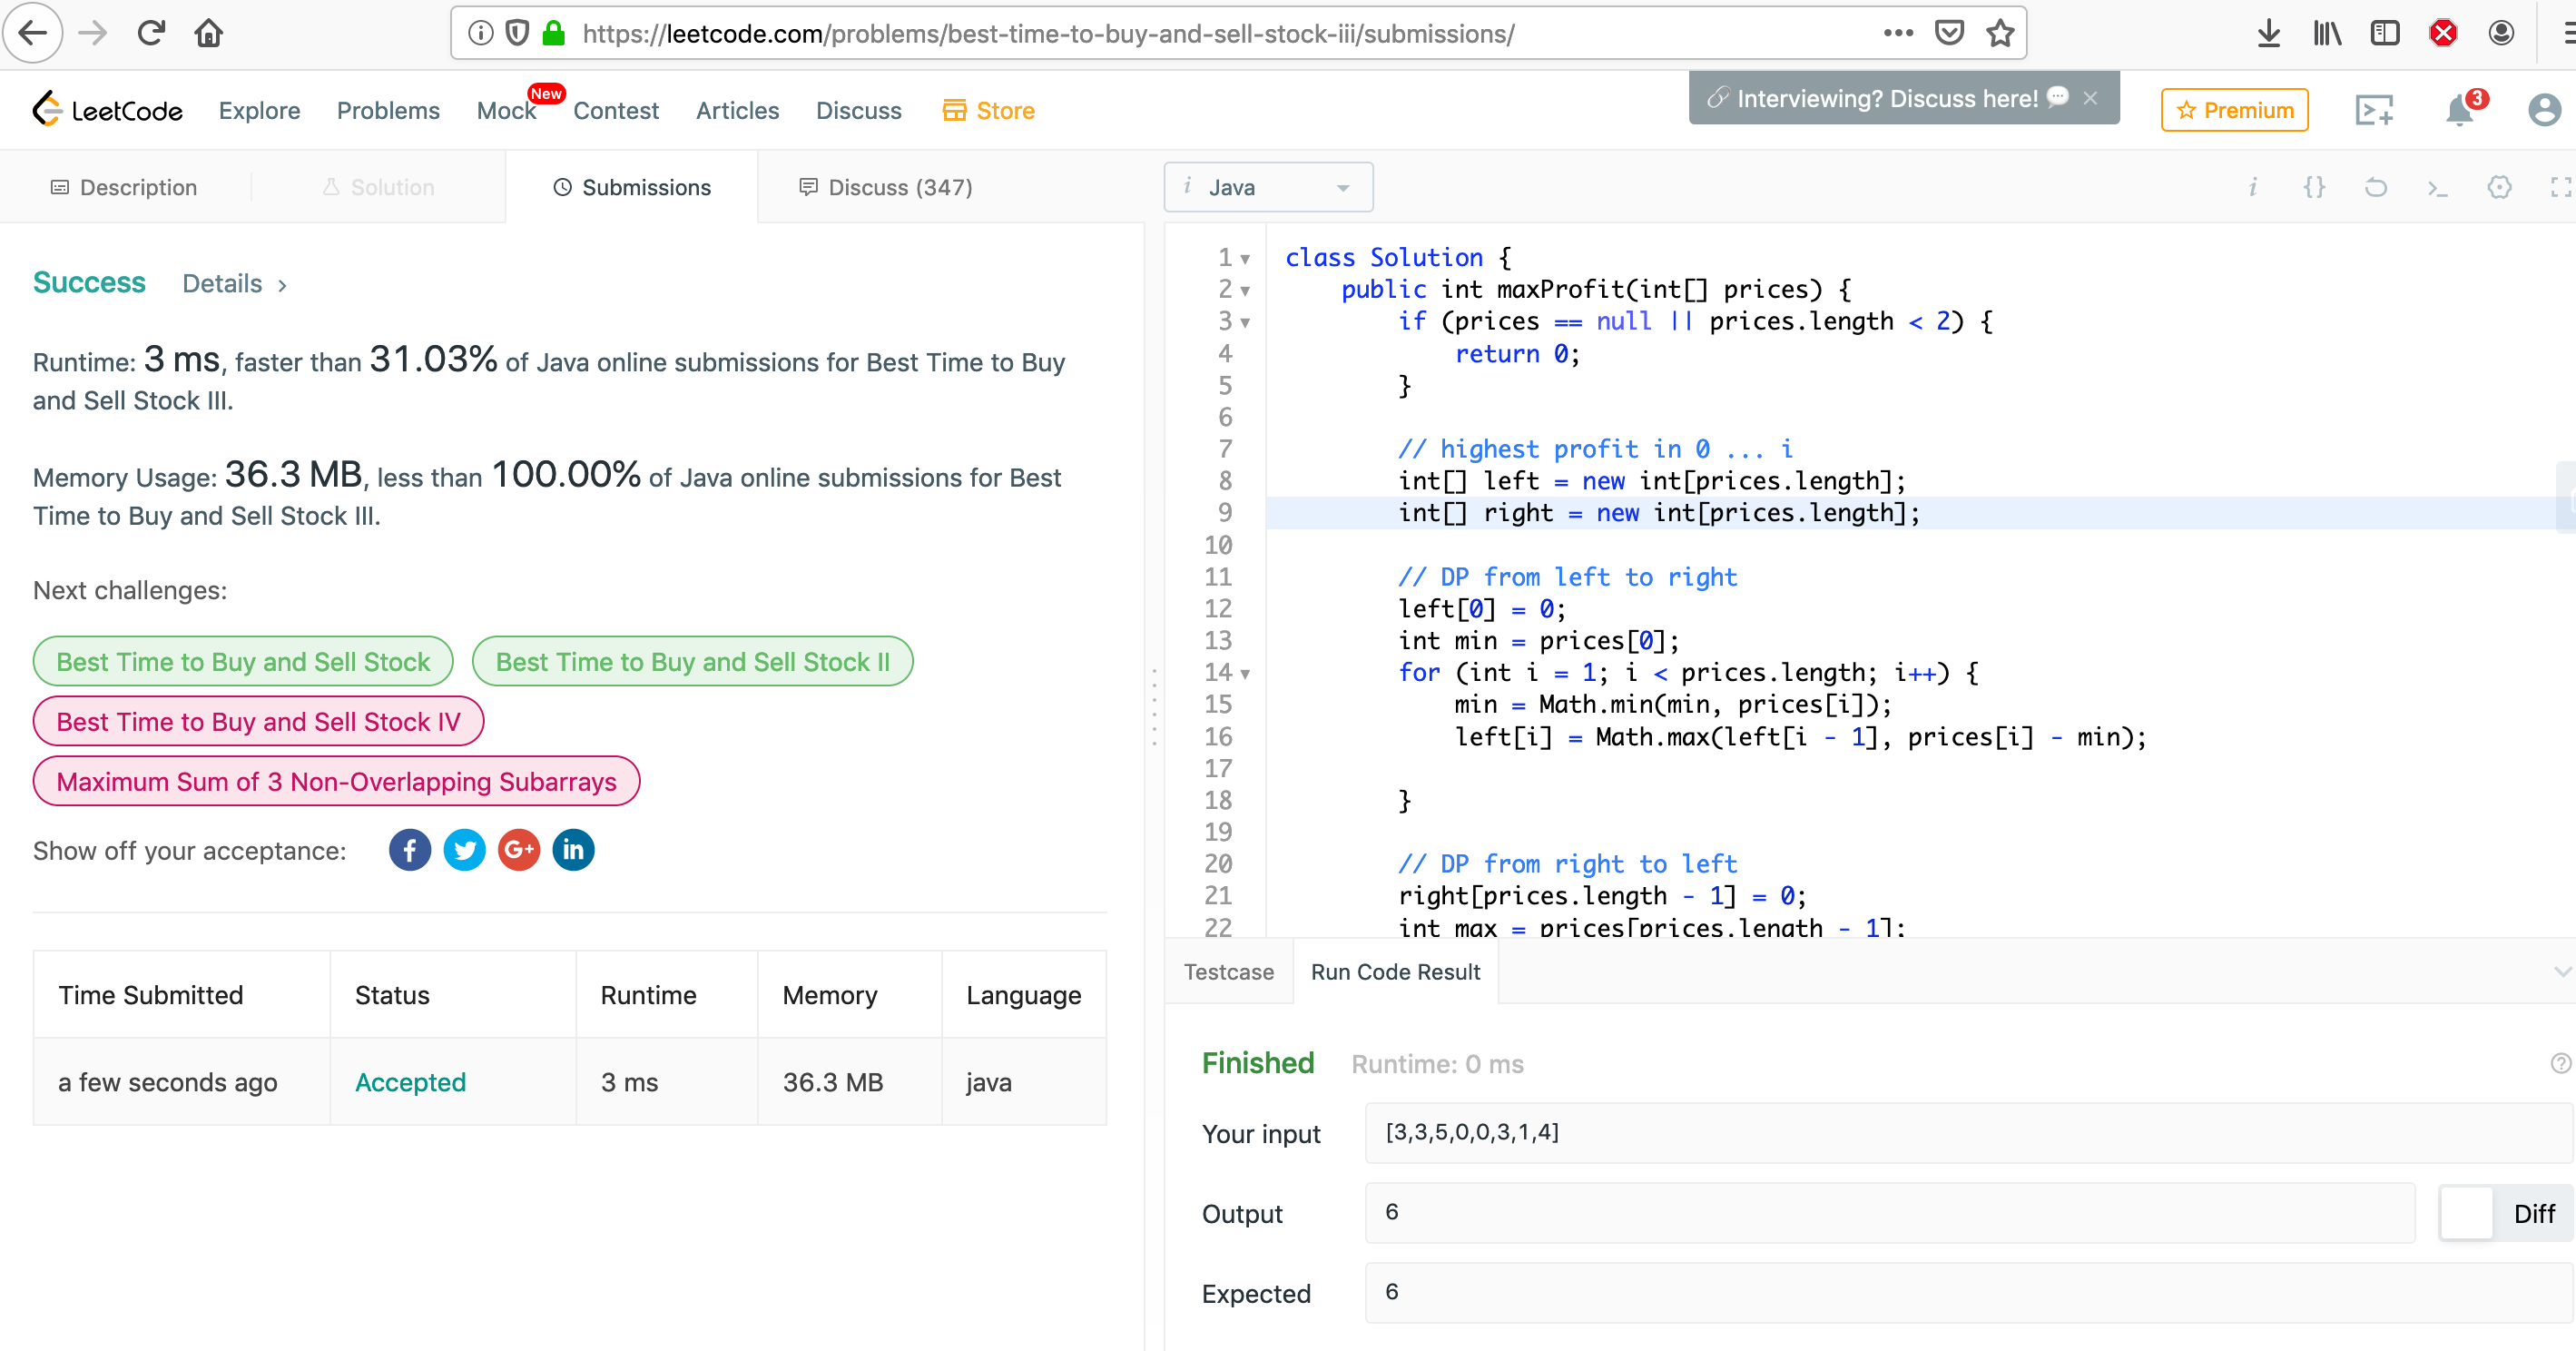 https://leetcode.com/problems/best-time-to-buy-and-sell-stock-iii/submissions/
LeetCode
Explore
Problems
Mock
New
Contest
Articles
Discuss
Store
Interviewing? Discuss here!
Premium
3
Description
Solution
Submissions
Discuss (347)
Success
Details >
Runtime: 3 ms, faster than 31.03% of Java online submissions for Best Time to Buy
and Sell Stock III.
Memory Usage: 36.3 MB, less than 100.00% of Java online submissions for Best
Time to Buy and Sell Stock III.
Next challenges:
Best Time to Buy and Sell Stock
Best Time to Buy and Sell Stock II
Best Time to Buy and Sell Stock IV
Maximum Sum of 3 Non-Overlapping Subarrays
Show off your acceptance:
f
G+
in
Time Submitted Status Runtime Memory Language
a few seconds ago Accepted 3 ms 36.3 MB java
i Java
i {} >_
1 class Solution {
2 public int maxProfit(int[] prices) {
3 if (prices == null || prices.length < 2) {
4 return 0;
5 }
6
7 // highest profit in 0 ... i
8 int[] left = new int[prices.length];
9 int[] right = new int[prices.length];
10
11 // DP from left to right
12 left[0] = 0;
13 int min = prices[0];
14 for (int i = 1; i < prices.length; i++) {
15 min = Math.min(min, prices[i]);
16 left[i] = Math.max(left[i - 1], prices[i] - min);
17
18 }
19
20 // DP from right to left
21 right[prices.length - 1] = 0;
22 int max = prices[prices.length - 1];
Testcase
Run Code Result
Finished
Runtime: 0 ms
Your input
[3,3,5,0,0,3,1,4]
Output
6
Diff
Expected
6